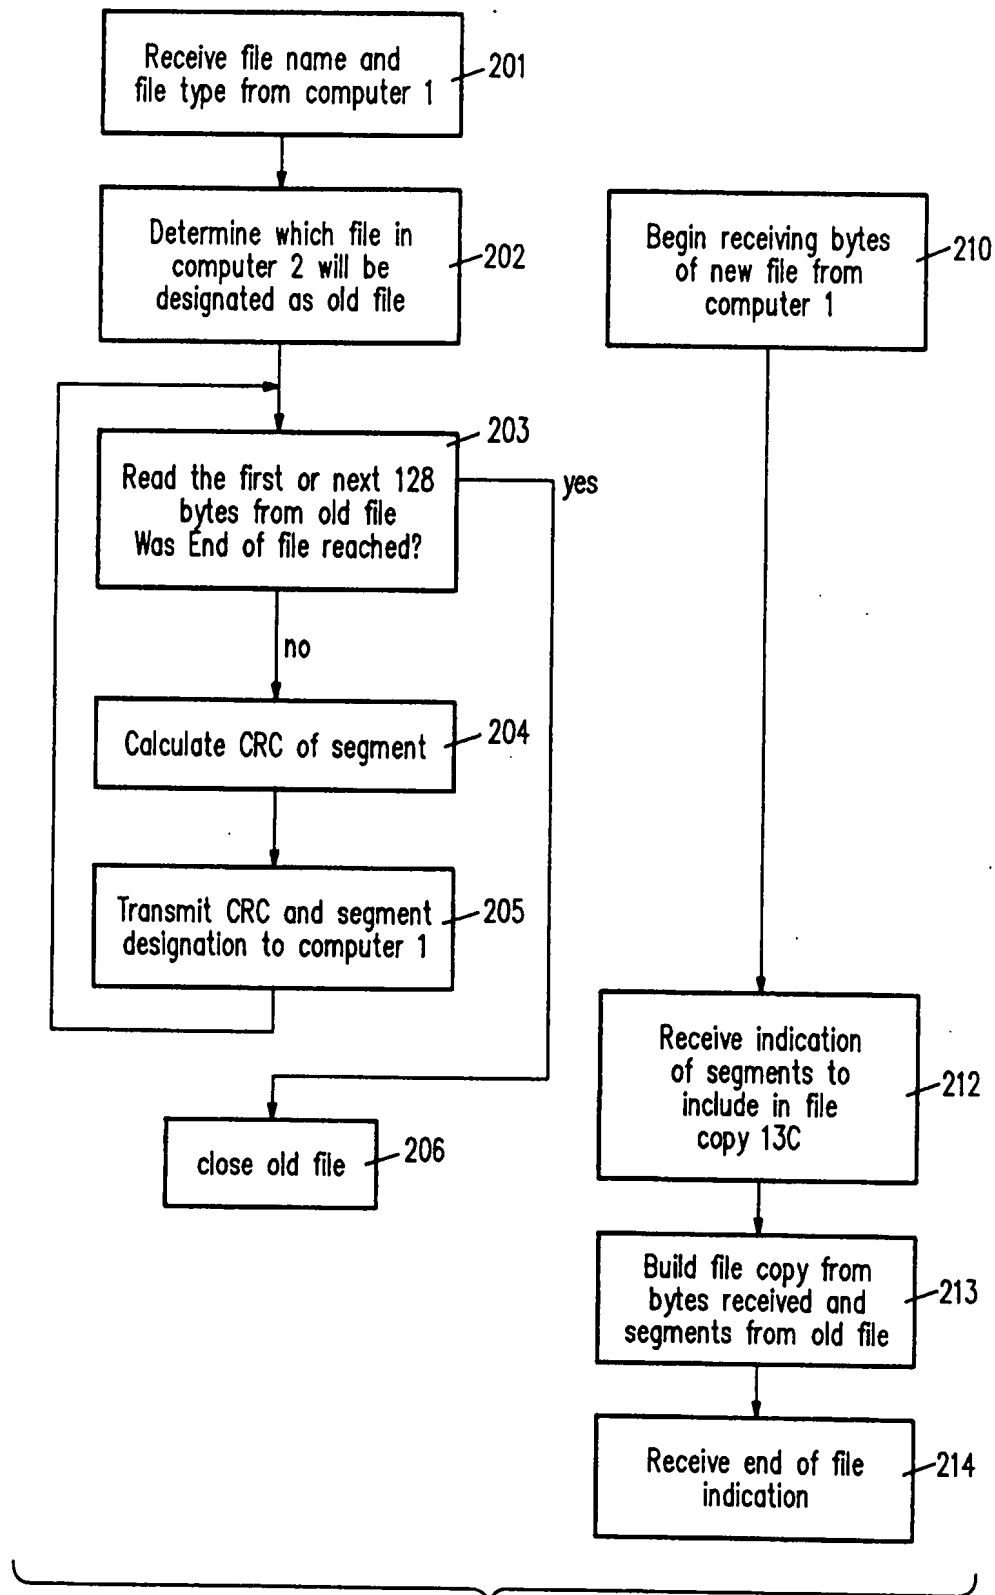 Receive file name and
file type from computer 1
201
Determine which file in
computer 2 will be
designated as old file
202
Read the first or next 128
bytes from old file
Was End of file reached?
203
yes
no
Calculate CRC of segment
204
Transmit CRC and segment
designation to computer 1
205
close old file
206
Begin receiving bytes
of new file from
computer 1
210
Receive indication
of segments to
include in file
copy 13C
212
Build file copy from
bytes received and
segments from old file
213
Receive end of file
indication
214